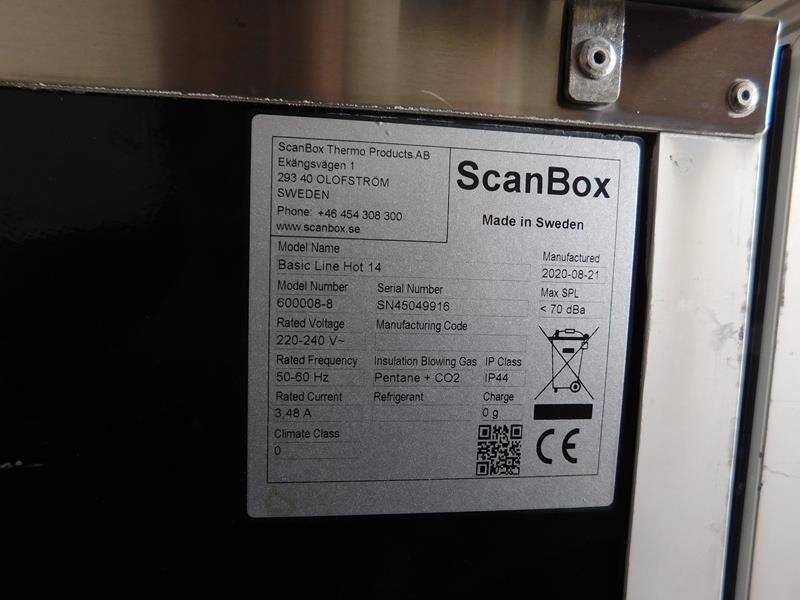 ScanBox Thermo Products AB
Ekängsvägen 1
293 40 OLOFSTRÖM
SWEDEN
Phone: +46 454 308 300
www.scanbox.se
ScanBox
Made in Sweden
Model Name
Basic Line Hot 14
Manufactured
2020-08-21
Model Number
600008-8
Serial Number
SN45049916
Max SPL
< 70 dBa
Rated Voltage
220-240 V~
Manufacturing Code
Rated Frequency
50-60 Hz
Insulation Blowing Gas
Pentane + CO2
IP Class
IP44
Rated Current
3,48 A
Refrigerant
Charge
0 g
Climate Class
0
CE